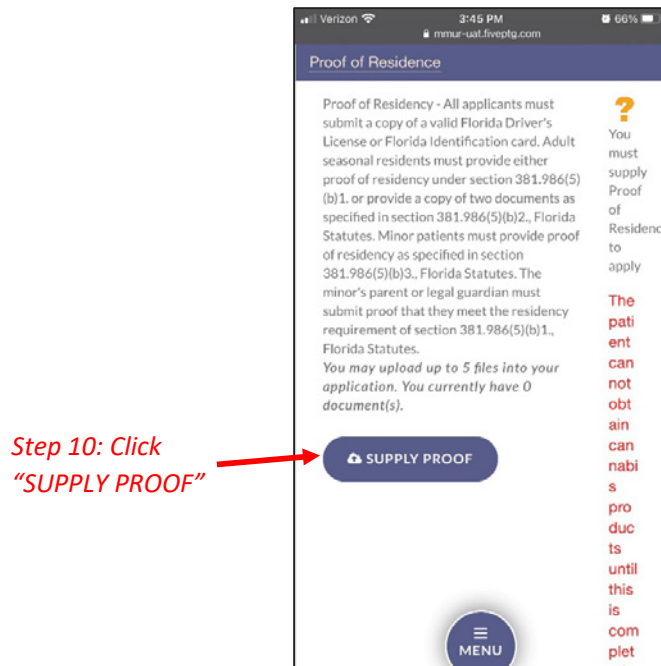 Verizon 3:45 PM 66%
mmur-uat.fiveptg.com
Proof of Residence
Proof of Residency - All applicants must
submit a copy of a valid Florida Driver's
License or Florida Identification card. Adult
seasonal residents must provide either
proof of residency under section 381.986(5)
(b)1. or provide a copy of two documents as
specified in section 381.986(5)(b)2., Florida
Statutes. Minor patients must provide proof
of residency as specified in section
381.986(5)(b)3., Florida Statutes. The
minor's parent or legal guardian must
submit proof that they meet the residency
requirement of section 381.986(5)(b)1.,
Florida Statutes.
You may upload up to 5 files into your
application. You currently have 0
document(s).
SUPPLY PROOF
?
You
must
supply
Proof
of
Residenc
to
apply
The
pati
ent
can
not
obt
ain
can
nabi
s
pro
duc
ts
until
this
is
com
plet
Step 10: Click
“SUPPLY PROOF”
MENU